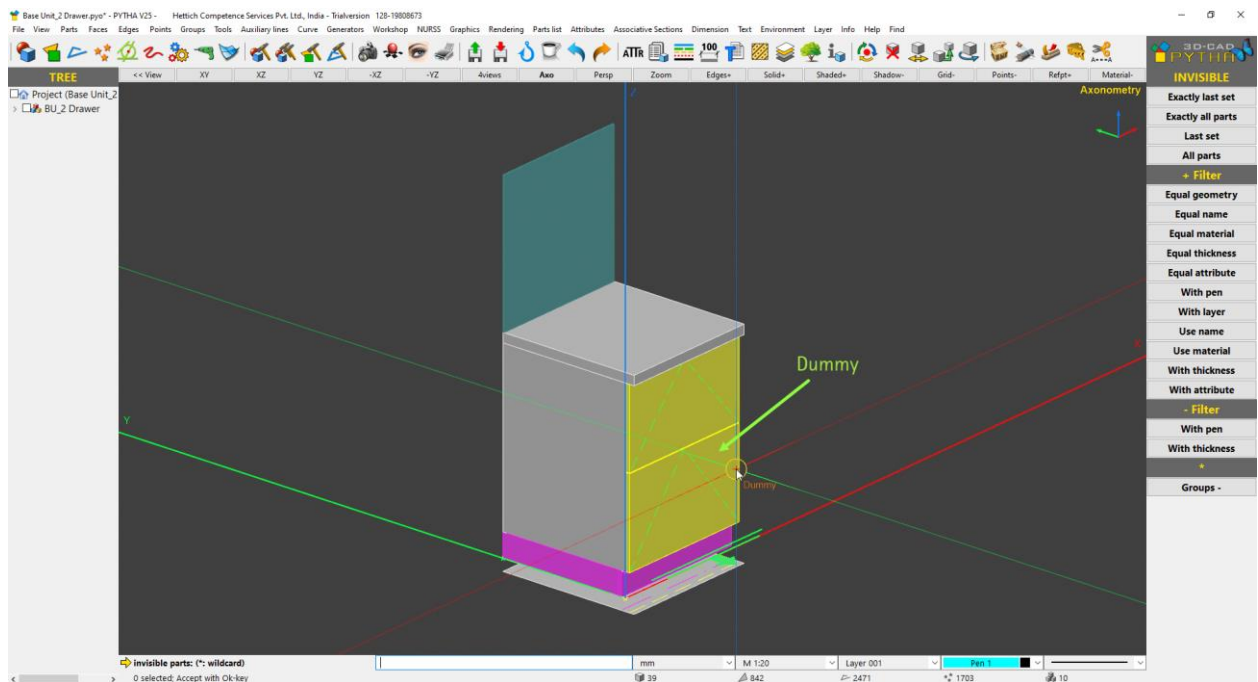 Base Unit_2 Drawer.pyo* - PYTHA V25 -   Hettich Competence Services Pvt. Ltd., India - Trialversion   128-19808673
File View Parts Faces Edges Points Groups Tools Auxiliary lines Curve Generators Workshop NURSS Graphics Rendering Parts list Attributes Associative Sections Dimension Text Environment Layer Info Help Find
ATTR 100 A+++A 3D-CAD PYTHA
TREE
<< View XY XZ YZ -XZ -YZ 4views Axo Persp Zoom Edges+ Solid+ Shaded+ Shadow- Grid- Points- Refpt+ Material-
INVISIBLE
Project (Base Unit_2
BU_2 Drawer
Axonometry
Exactly last set
Exactly all parts
Last set
All parts
+ Filter
Equal geometry
Equal name
Equal material
Equal thickness
Equal attribute
With pen
With layer
Use name
Use material
With thickness
With attribute
- Filter
With pen
With thickness
*
Groups -
Z
X
Dummy
Y
Dummy
invisible parts: (*: wildcard)
mm M 1:20 Layer 001 Pen 1
0 selected: Accept with Ok-key
39 842 2471 1703 10